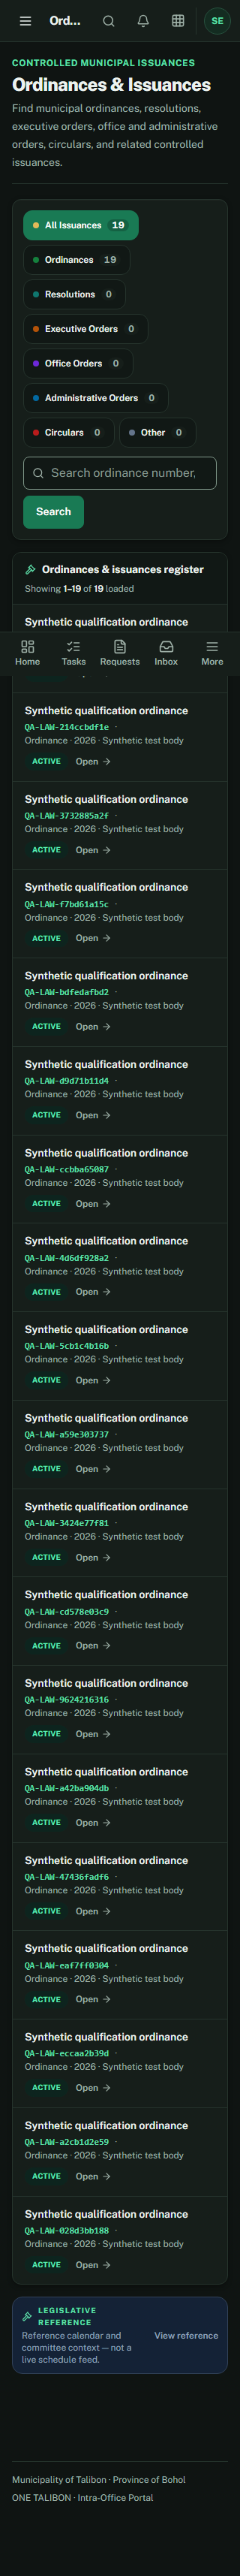 Ord...
SE
CONTROLLED MUNICIPAL ISSUANCES
Ordinances & Issuances
Find municipal ordinances, resolutions,
executive orders, office and administrative
orders, circulars, and related controlled
issuances.
All Issuances 19
Ordinances 19
Resolutions 0
Executive Orders 0
Office Orders 0
Administrative Orders 0
Circulars 0 Other 0
Search ordinance number,
Search
Ordinances & issuances register
Showing 1–19 of 19 loaded
Synthetic qualification ordinance
Home Tasks Requests Inbox More
Synthetic qualification ordinance
QA-LAW-214ccbdf1e ·
Ordinance · 2026 · Synthetic test body
ACTIVE Open →
Synthetic qualification ordinance
QA-LAW-3732885a2f ·
Ordinance · 2026 · Synthetic test body
ACTIVE Open →
Synthetic qualification ordinance
QA-LAW-f7bd61a15c ·
Ordinance · 2026 · Synthetic test body
ACTIVE Open →
Synthetic qualification ordinance
QA-LAW-bdfedafbd2 ·
Ordinance · 2026 · Synthetic test body
ACTIVE Open →
Synthetic qualification ordinance
QA-LAW-d9d71b11d4 ·
Ordinance · 2026 · Synthetic test body
ACTIVE Open →
Synthetic qualification ordinance
QA-LAW-ccbba65087 ·
Ordinance · 2026 · Synthetic test body
ACTIVE Open →
Synthetic qualification ordinance
QA-LAW-4d6df928a2 ·
Ordinance · 2026 · Synthetic test body
ACTIVE Open →
Synthetic qualification ordinance
QA-LAW-5cb1c4b16b ·
Ordinance · 2026 · Synthetic test body
ACTIVE Open →
Synthetic qualification ordinance
QA-LAW-a59e303737 ·
Ordinance · 2026 · Synthetic test body
ACTIVE Open →
Synthetic qualification ordinance
QA-LAW-3424e77f81 ·
Ordinance · 2026 · Synthetic test body
ACTIVE Open →
Synthetic qualification ordinance
QA-LAW-cd578e03c9 ·
Ordinance · 2026 · Synthetic test body
ACTIVE Open →
Synthetic qualification ordinance
QA-LAW-9624216316 ·
Ordinance · 2026 · Synthetic test body
ACTIVE Open →
Synthetic qualification ordinance
QA-LAW-a42ba904db ·
Ordinance · 2026 · Synthetic test body
ACTIVE Open →
Synthetic qualification ordinance
QA-LAW-47436fadf6 ·
Ordinance · 2026 · Synthetic test body
ACTIVE Open →
Synthetic qualification ordinance
QA-LAW-eaf7ff0304 ·
Ordinance · 2026 · Synthetic test body
ACTIVE Open →
Synthetic qualification ordinance
QA-LAW-eccaa2b39d ·
Ordinance · 2026 · Synthetic test body
ACTIVE Open →
Synthetic qualification ordinance
QA-LAW-a2cb1d2e59 ·
Ordinance · 2026 · Synthetic test body
ACTIVE Open →
Synthetic qualification ordinance
QA-LAW-028d3bb188 ·
Ordinance · 2026 · Synthetic test body
ACTIVE Open →
LEGISLATIVE
REFERENCE
Reference calendar and
committee context — not a
live schedule feed.
View reference
Municipality of Talibon · Province of Bohol
ONE TALIBON · Intra-Office Portal